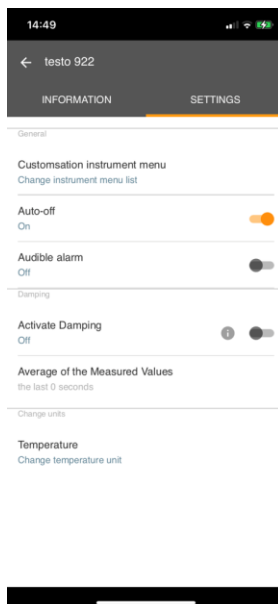 14:49
testo 922
INFORMATION SETTINGS
General
Customsation instrument menu
Change instrument menu list
Auto-off
On
Audible alarm
Off
Damping
Activate Damping
Off
Average of the Measured Values
the last 0 seconds
Change units
Temperature
Change temperature unit